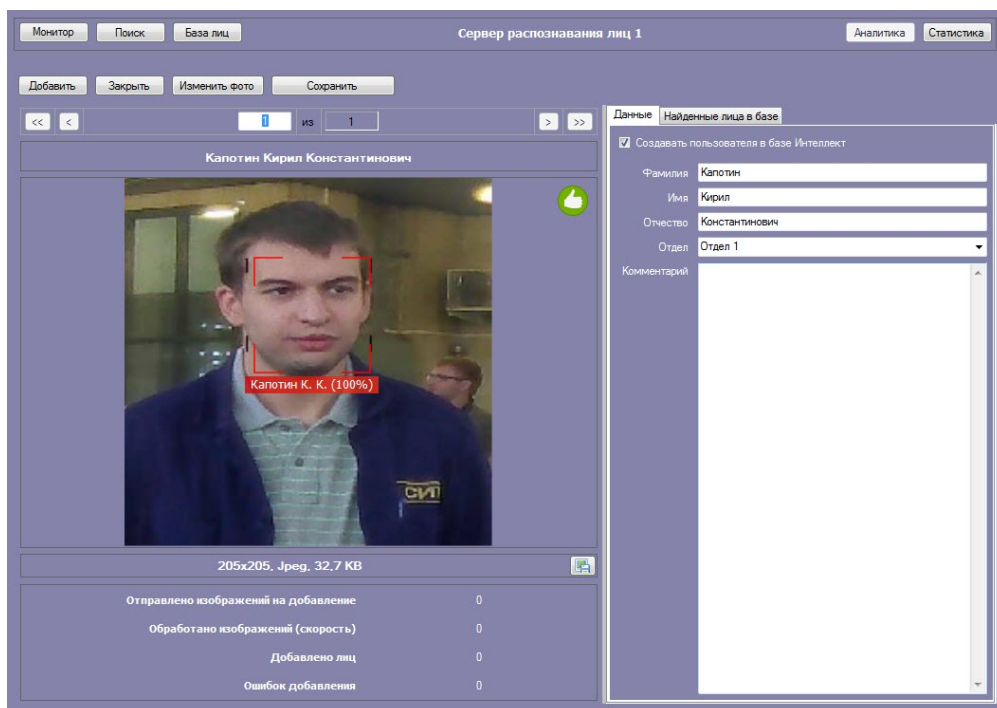 Монитор Поиск База лиц Сервер распознавания лиц 1 Аналитика Статистика
Добавить Закрыть Изменить фото Сохранить
<< < 1 из 1 > >>
Капотин Кирил Константинович
Капотин К. К. (100%)
СИП
205x205, Jpeg, 32,7 KB
Отправлено изображений на добавление 0
Обработано изображений (скорость) 0
Добавлено лиц 0
Ошибок добавления 0
Данные Найденные лица в базе
Создавать пользователя в базе Интеллект
Фамилия Капотин
Имя Кирил
Отчество Константинович
Отдел Отдел 1
Комментарий